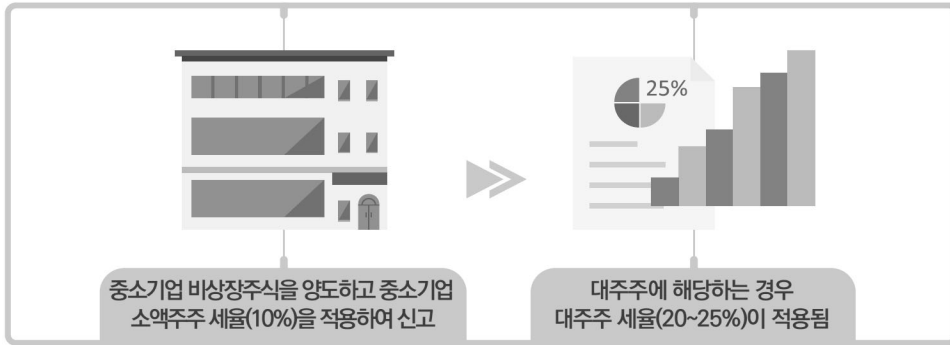 25%
중소기업 비상장주식을 양도하고 중소기업
소액주주 세율(10%)을 적용하여 신고
대주주에 해당하는 경우
대주주 세율(20~25%)이 적용됨